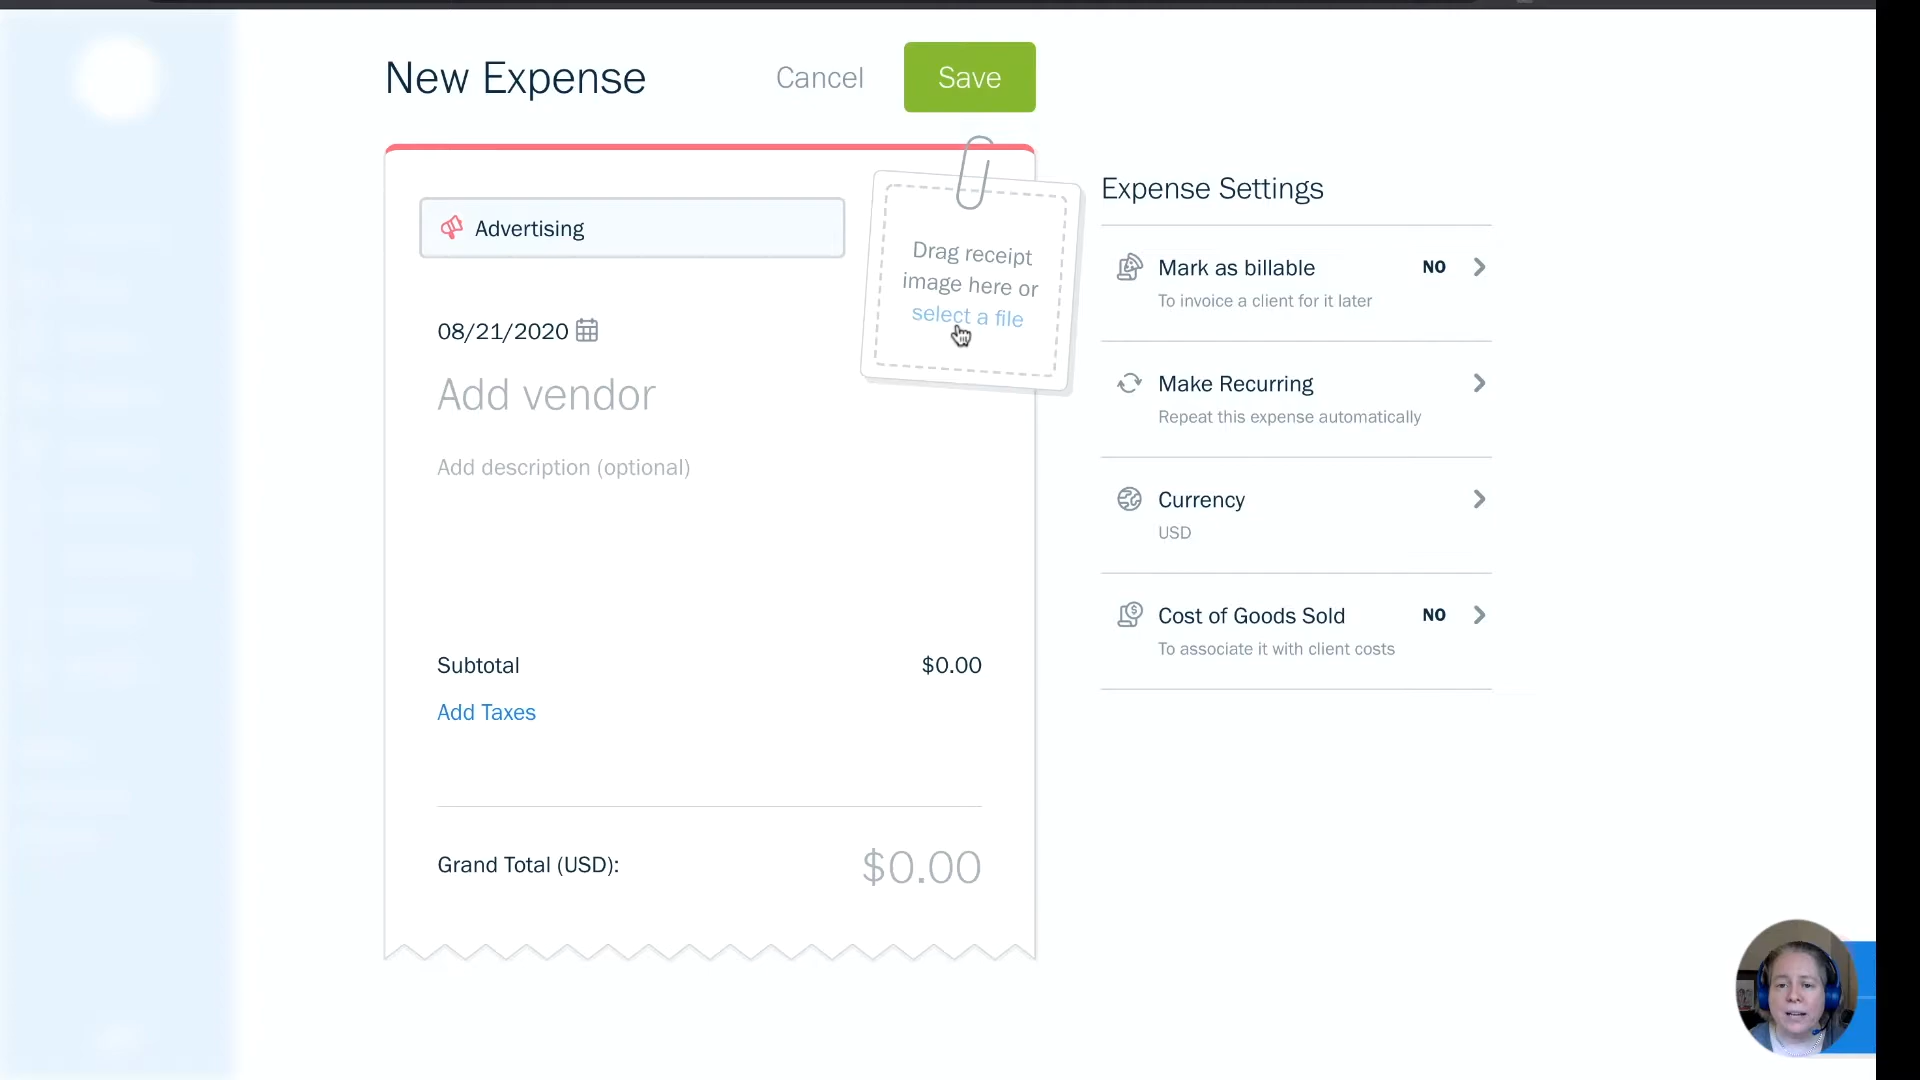 New Expense
Cancel
Save
Advertising
Drag receipt
image here or
select a file
08/21/2020
Add vendor
Add description (optional)
Subtotal
$0.00
Add Taxes
Grand Total (USD):
$0.00
Expense Settings
Mark as billable
NO
To invoice a client for it later
Make Recurring
Repeat this expense automatically
Currency
USD
Cost of Goods Sold
NO
To associate it with client costs